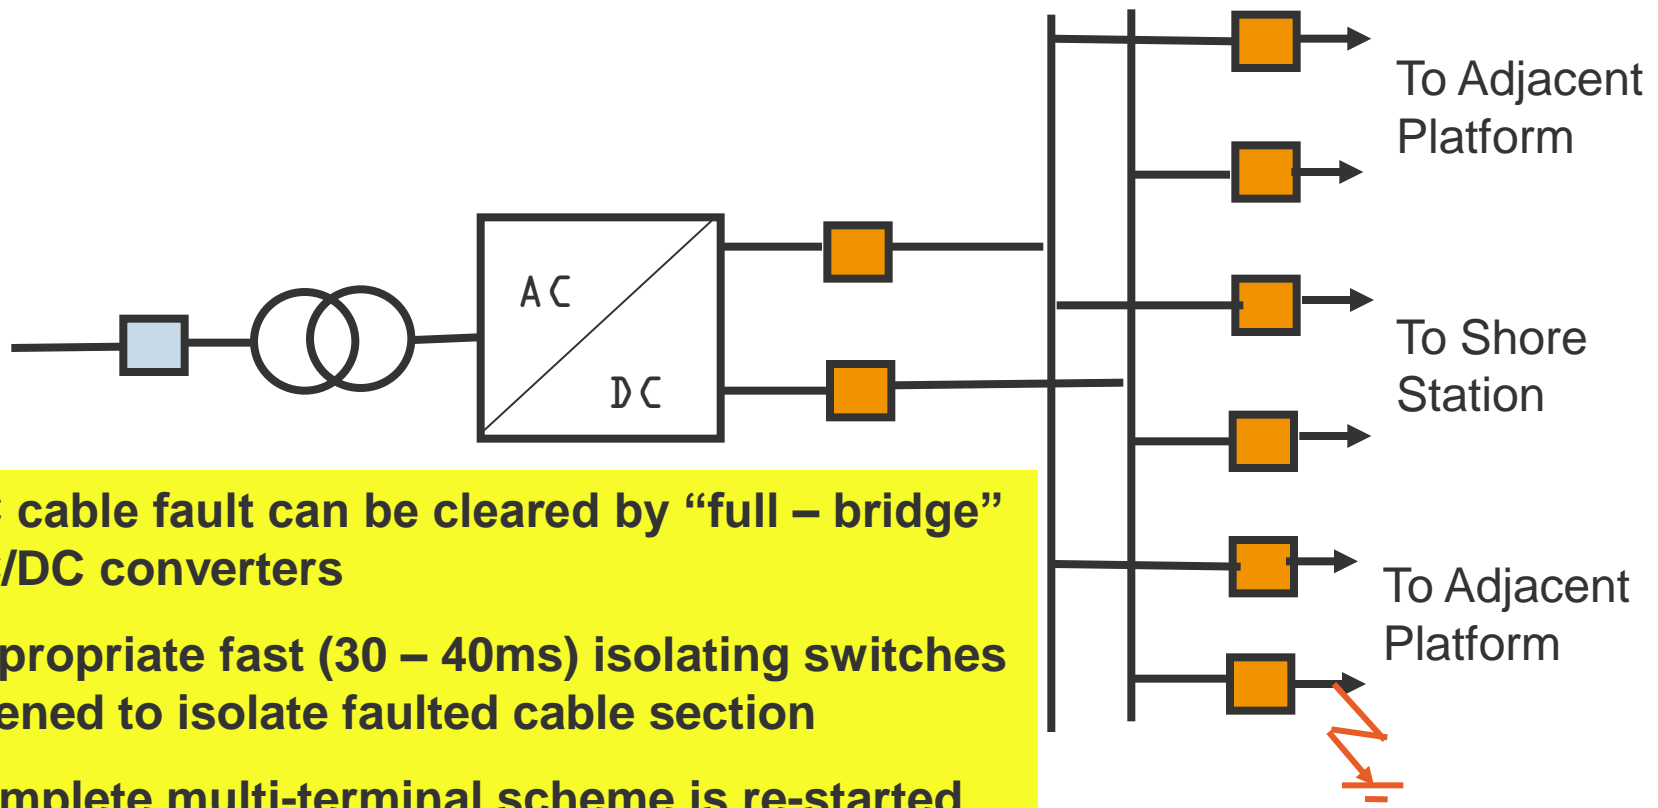 To Adjacent
Platform
AC
DC
To Shore
Station
cable fault can be cleared by “full – bridge”
C/DC converters
propriate fast (30 – 40ms) isolating switches
ened to isolate faulted cable section
To Adjacent
Platform
mplete multi-terminal scheme is re-started